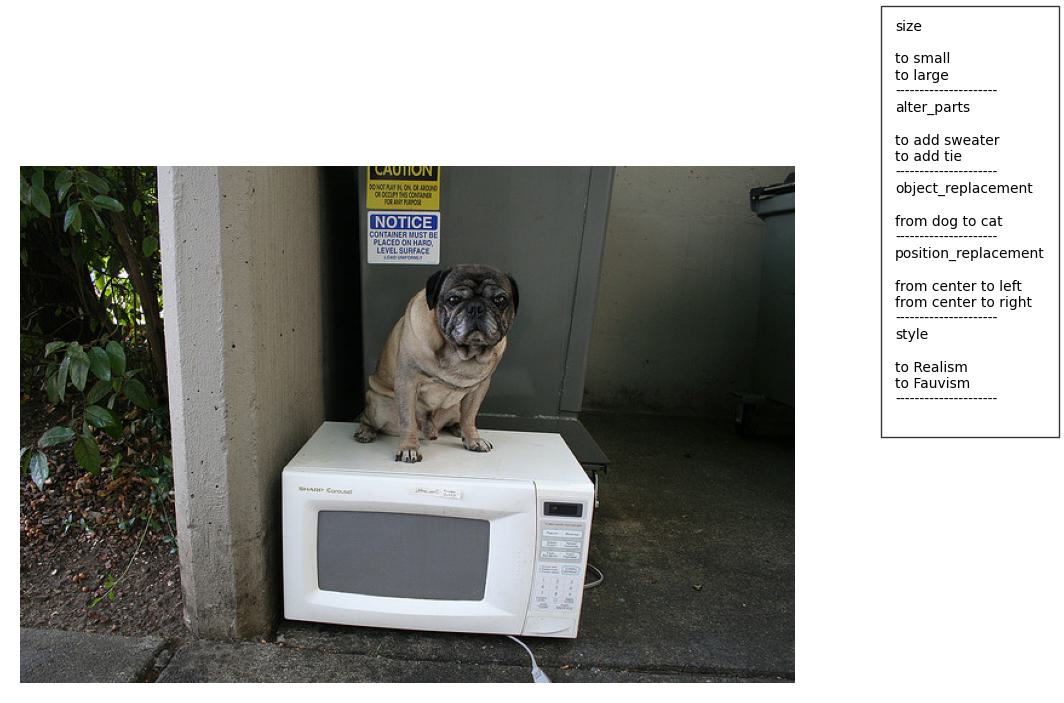 size
to small
to large
---------------------
alter_parts
to add sweater
to add tie
---------------------
object_replacement
from dog to cat
---------------------
position_replacement
from center to left
from center to right
---------------------
style
to Realism
to Fauvism
---------------------
CAUTION
DO NOT PLAY IN, ON, OR AROUND
OR OCCUPY THIS CONTAINER
FOR ANY PURPOSE
NOTICE
CONTAINER MUST BE
PLACED ON HARD,
LEVEL SURFACE
LOAD UNIFORMLY
SHARP Carousel